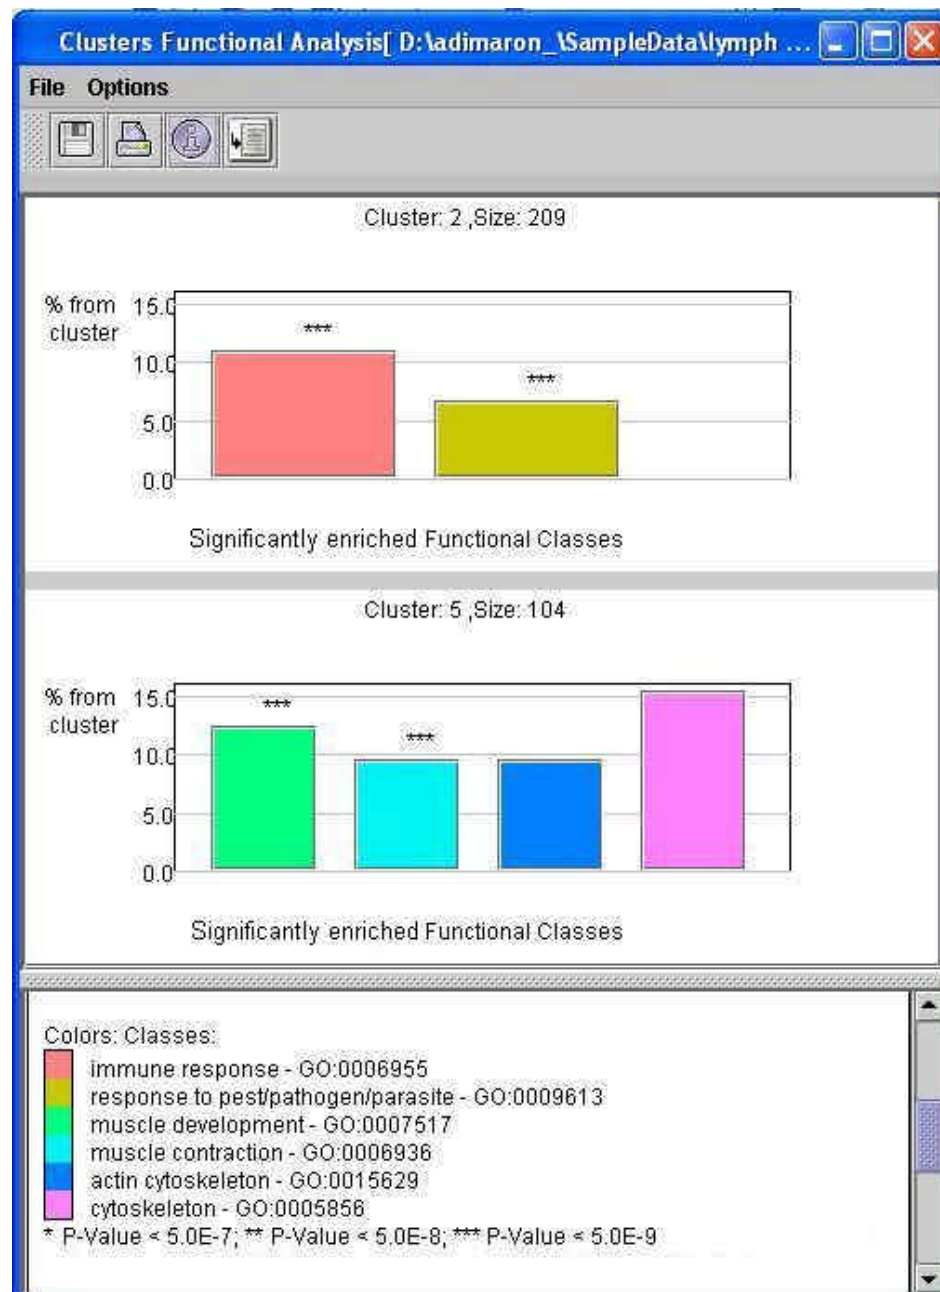 Clusters Functional Analysis[ D:\adimaron_\SampleData\lymph ...
File Options
Cluster: 2 ,Size: 209
% from cluster
15.0
***
10.0
***
5.0
0.0
Significantly enriched Functional Classes
Cluster: 5 ,Size: 104
% from cluster
15.0
***
***
10.0
5.0
0.0
Significantly enriched Functional Classes
Colors: Classes:
immune response - GO:0006955
response to pest/pathogen/parasite - GO:0009613
muscle development - GO:0007517
muscle contraction - GO:0006936
actin cytoskeleton - GO:0015629
cytoskeleton - GO:0005856
* P-Value < 5.0E-7; ** P-Value < 5.0E-8; *** P-Value < 5.0E-9